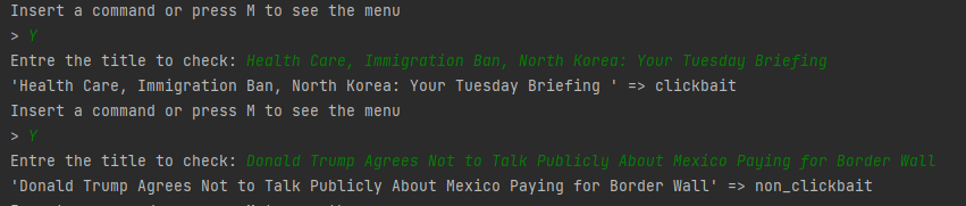 Insert a command or press M to see the menu
> Y
Entre the title to check: Health Care, Immigration Ban, North Korea: Your Tuesday Briefing
'Health Care, Immigration Ban, North Korea: Your Tuesday Briefing ' => clickbait
Insert a command or press M to see the menu
> Y
Entre the title to check: Donald Trump Agrees Not to Talk Publicly About Mexico Paying for Border Wall
'Donald Trump Agrees Not to Talk Publicly About Mexico Paying for Border Wall' => non_clickbait